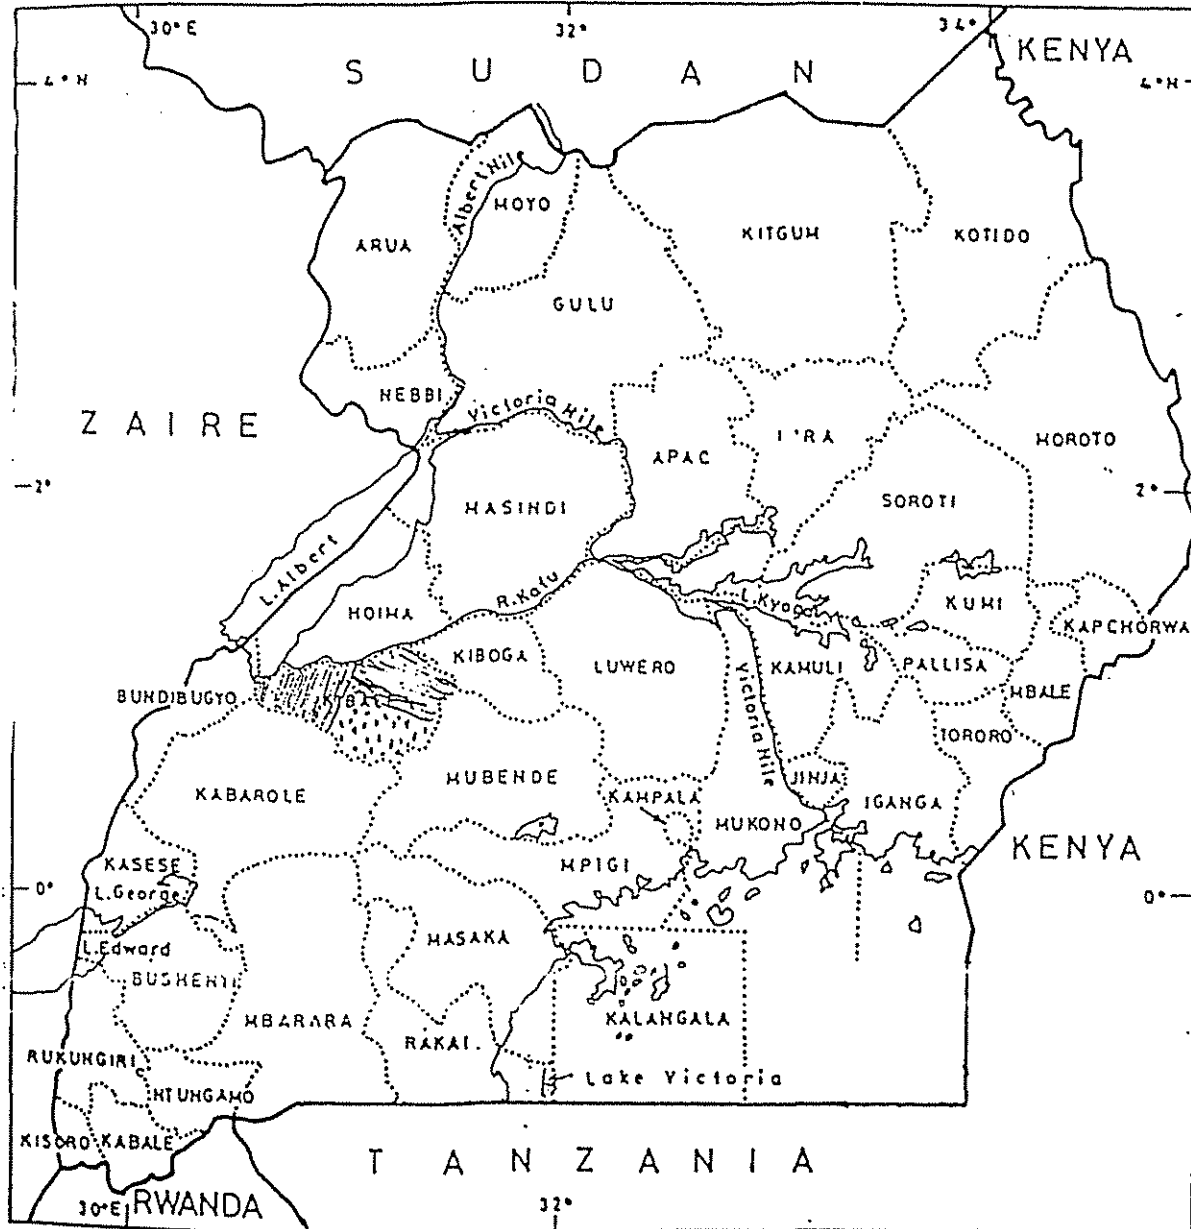 30°E
32°
34°
KENYA
SUDAN
4°N
4°N
Albert Nile
MOYO
ARUA
KITGUM
KOTIDO
GULU
NEBBI
Victoria Nile
ZAIRE
MOROTO
APAC
2°
2°
MASINDI
SOROTI
L.Albert
R.Kafu
L.Kyoga
KUMI
HOIMA
KAPCHORWA
KIBOGA
LUWERO
KAMULI
PALLISA
BUNDIBUGYO
MBALE
Victoria Nile
TORORO
MUBENDE
JINJA
KABAROLE
KAMPALA
IGANGA
MUKONO
KENYA
KASESE
MPIGI
L.George
0°
0°
MASAKA
L.Edward
BUSHENYI
MBARARA
KALANGALA
RAKAI.
RUKUNGIRI
Lake Victoria
NTUNGAMO
KISORO
KABALE
TANZANIA
30°E
RWANDA
32°